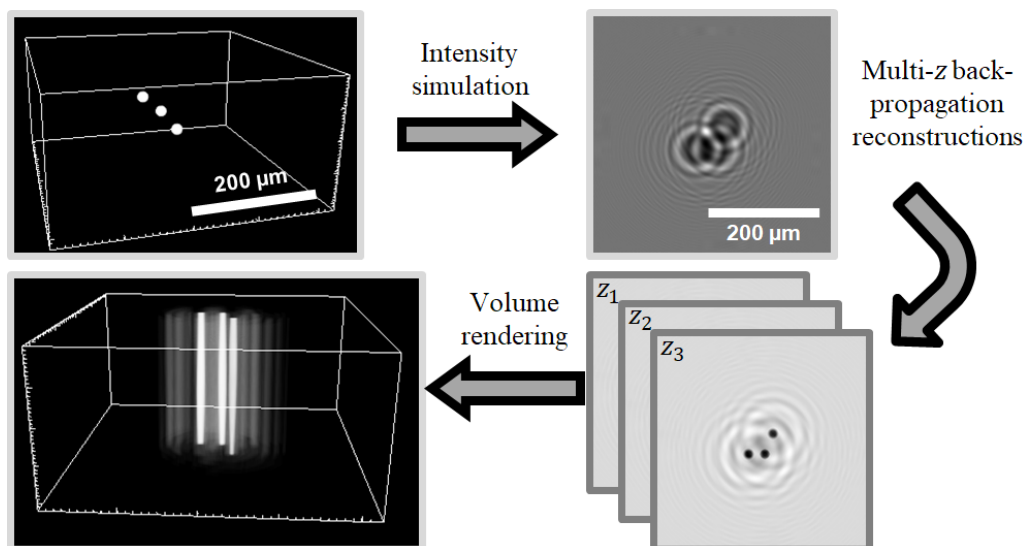 200 µm
Intensity
simulation
200 µm
Multi-z back-
propagation
reconstructions
Volume
rendering
z₁
z₂
z₃